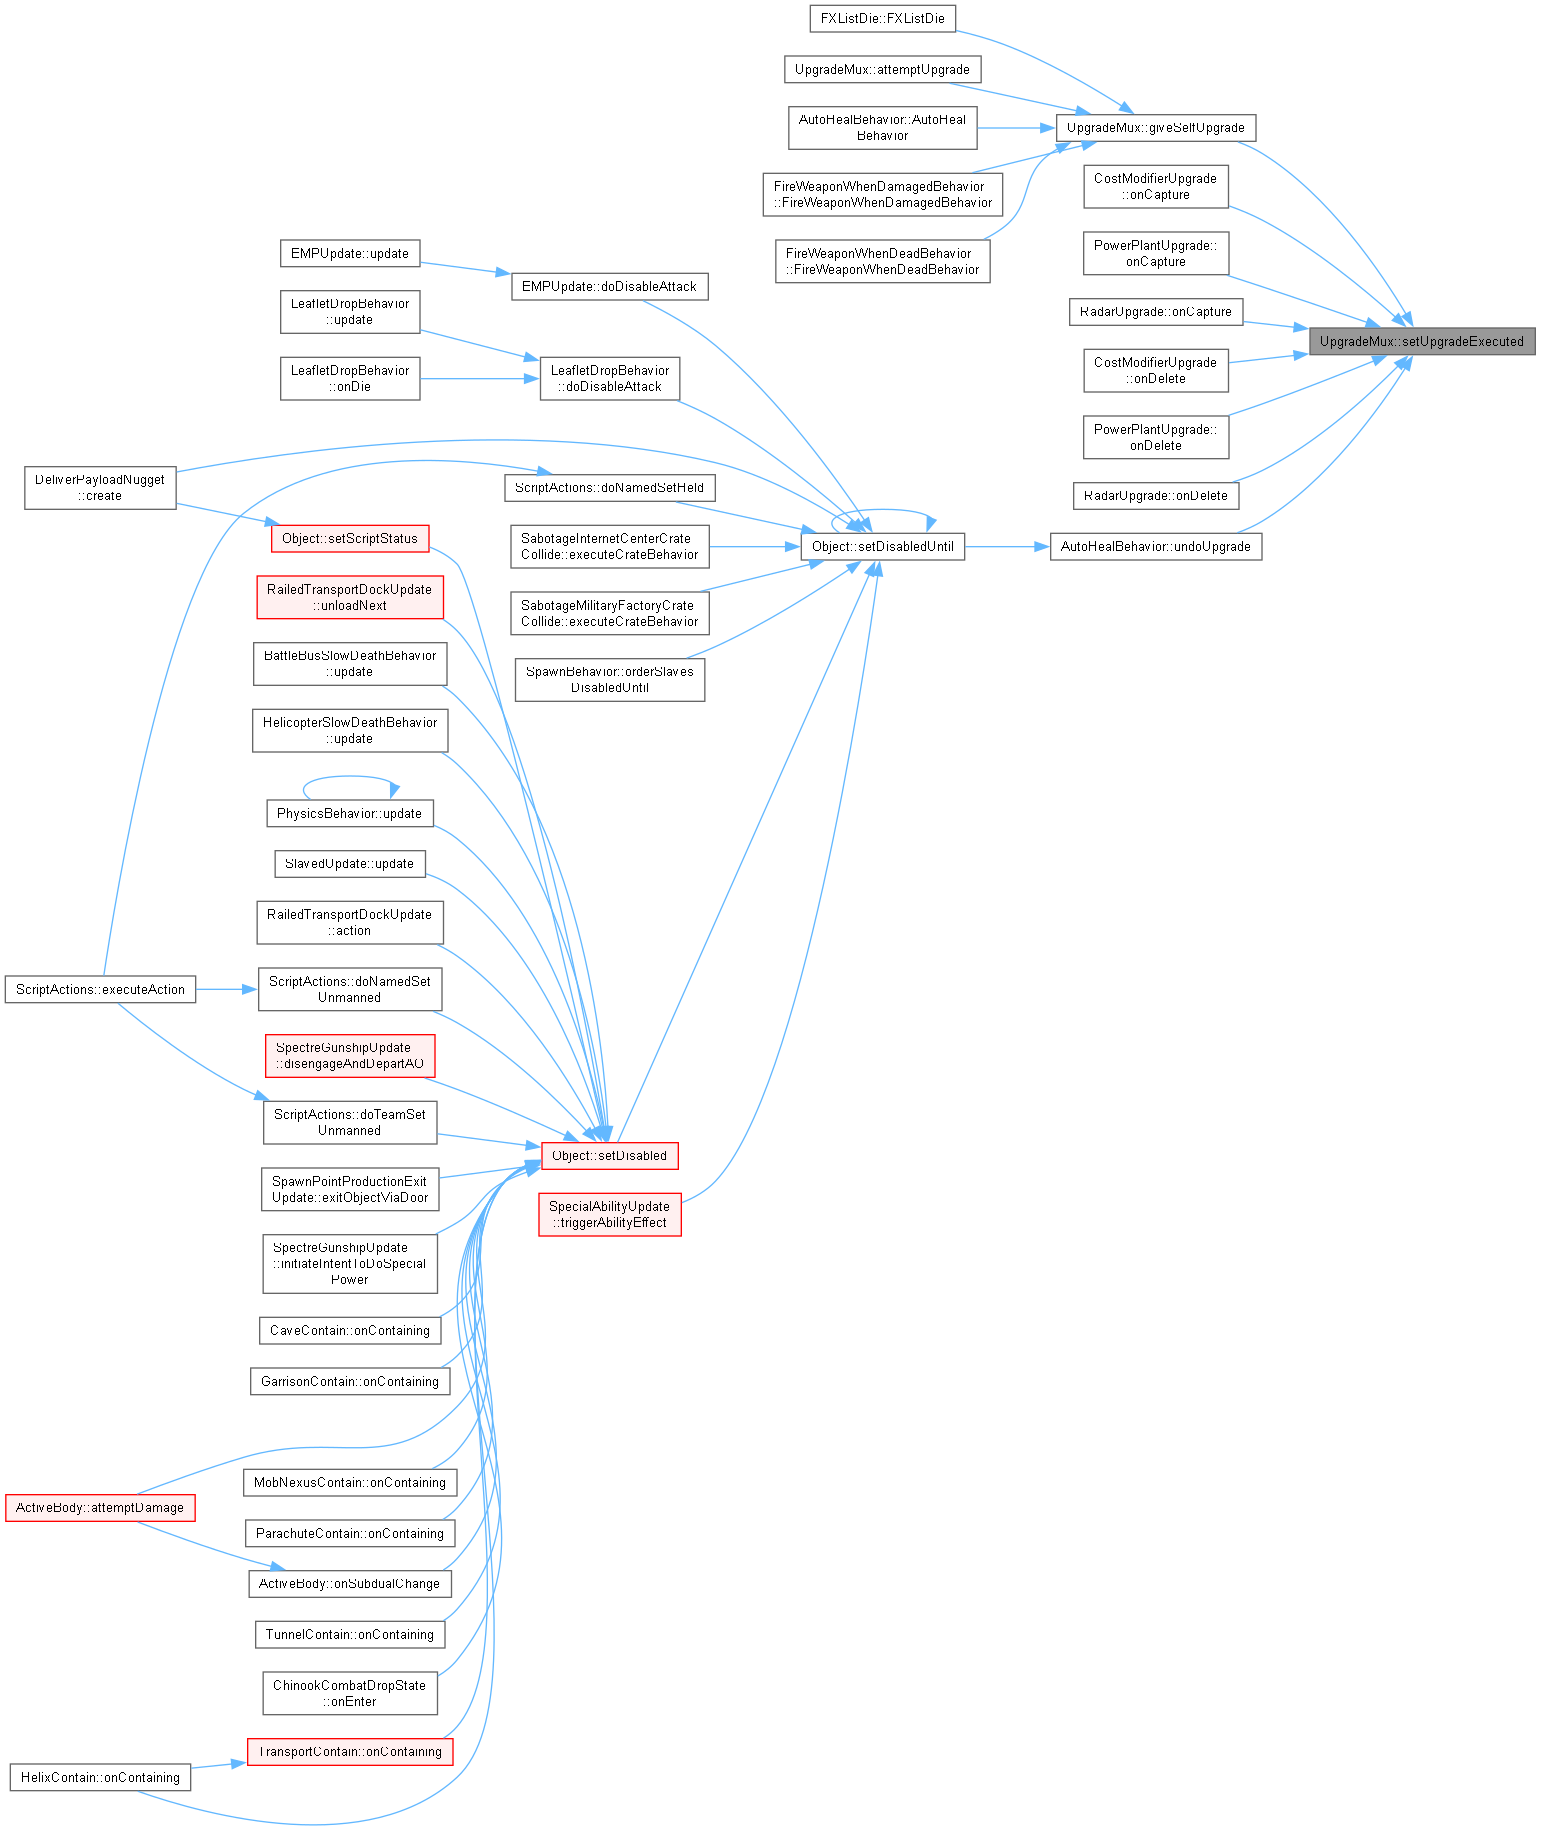 FXListDie::FXListDie
UpgradeMux::attemptUpgrade
AutoHealBehavior::AutoHeal
Behavior
UpgradeMux::giveSelfUpgrade
FireWeaponWhenDamagedBehavior
::FireWeaponWhenDamagedBehavior
CostModifierUpgrade
::onCapture
FireWeaponWhenDeadBehavior
::FireWeaponWhenDeadBehavior
PowerPlantUpgrade::
onCapture
EMPUpdate::update
EMPUpdate::doDisableAttack
LeafletDropBehavior
::update
RadarUpgrade::onCapture
UpgradeMux::setUpgradeExecuted
LeafletDropBehavior
::onDie
LeafletDropBehavior
::doDisableAttack
CostModifierUpgrade
::onDelete
PowerPlantUpgrade::
onDelete
DeliverPayloadNugget
::create
ScriptActions::doNamedSetHeld
RadarUpgrade::onDelete
Object::setScriptStatus
SabotageInternetCenterCrate
Collide::executeCrateBehavior
Object::setDisabledUntil
AutoHealBehavior::undoUpgrade
RailedTransportDockUpdate
::unloadNext
SabotageMilitaryFactoryCrate
Collide::executeCrateBehavior
BattleBusSlowDeathBehavior
::update
SpawnBehavior::orderSlaves
DisabledUntil
HelicopterSlowDeathBehavior
::update
PhysicsBehavior::update
SlavedUpdate::update
RailedTransportDockUpdate
::action
ScriptActions::executeAction
ScriptActions::doNamedSet
Unmanned
SpectreGunshipUpdate
::disengageAndDepartAO
ScriptActions::doTeamSet
Unmanned
Object::setDisabled
SpawnPointProductionExit
Update::exitObjectViaDoor
SpecialAbilityUpdate
::triggerAbilityEffect
SpectreGunshipUpdate
::initiateIntentToDoSpecial
Power
CaveContain::onContaining
GarrisonContain::onContaining
MobNexusContain::onContaining
ActiveBody::attemptDamage
ParachuteContain::onContaining
ActiveBody::onSubdualChange
TunnelContain::onContaining
ChinookCombatDropState
::onEnter
TransportContain::onContaining
HelixContain::onContaining